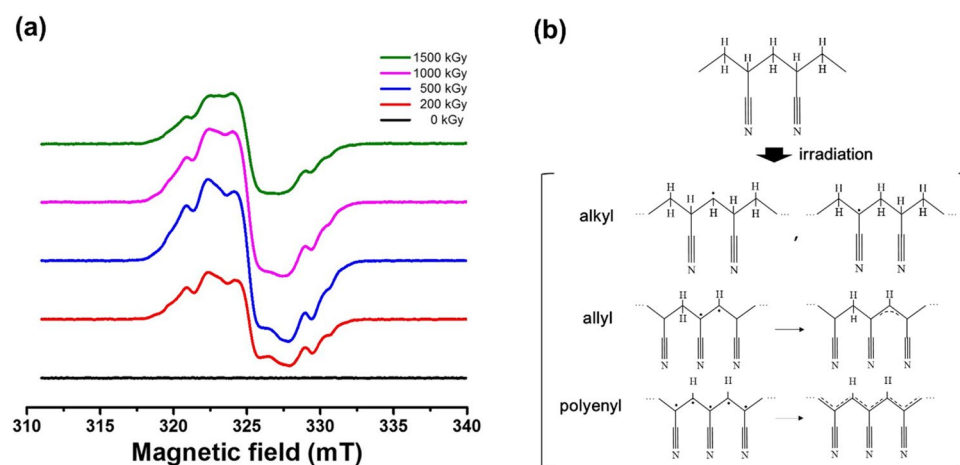 (a)
1500 kGy
1000 kGy
500 kGy
200 kGy
0 kGy
310 315 320 325 330 335 340
Magnetic field (mT)
(b)
H H H
H H H H H
N N
irradiation
alkyl
H H H H
H H H H
N N
,
H H H
H H H
N N
allyl
H H
H
N N N
H H
H
N N N
polyenyl
H H
N N N
H H
N N N